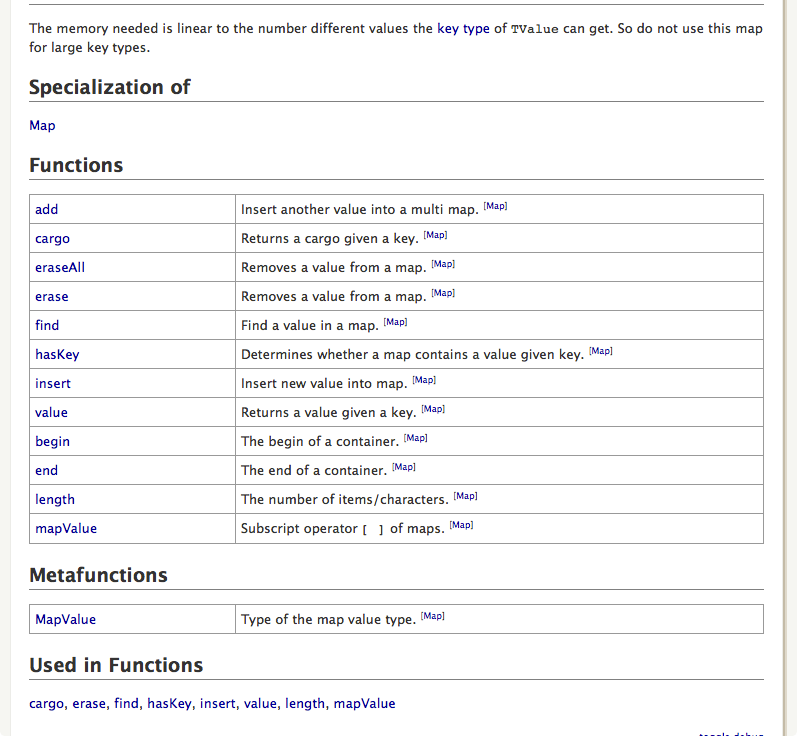 The memory needed is linear to the number different values the key type of TValue can get. So do not use this map
for large key types.
Specialization of
Map
Functions
add Insert another value into a multi map. [Map]
cargo Returns a cargo given a key. [Map]
eraseAll Removes a value from a map. [Map]
erase Removes a value from a map. [Map]
find Find a value in a map. [Map]
hasKey Determines whether a map contains a value given key. [Map]
insert Insert new value into map. [Map]
value Returns a value given a key. [Map]
begin The begin of a container. [Map]
end The end of a container. [Map]
length The number of items/characters. [Map]
mapValue Subscript operator [ ] of maps. [Map]
Metafunctions
MapValue Type of the map value type. [Map]
Used in Functions
cargo, erase, find, hasKey, insert, value, length, mapValue
toggle debug